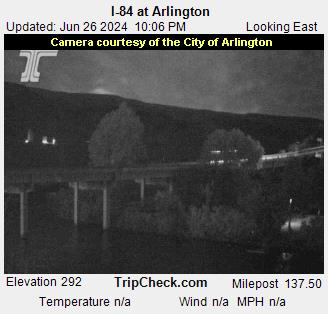 I-84 at Arlington
Updated: Jun 26 2024 10:06 PM Looking East
Camera courtesy of the City of Arlington
Elevation 292 TripCheck.com Milepost 137.50
Temperature n/a Wind n/a MPH n/a